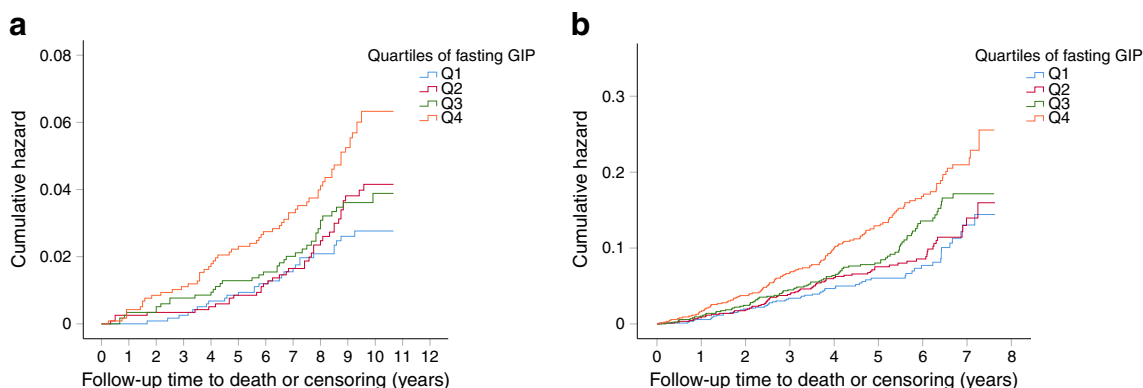 a
Quartiles of fasting GIP
Q1
Q2
Q3
Q4
Cumulative hazard
0.08
0.06
0.04
0.02
0
0 1 2 3 4 5 6 7 8 9 10 11 12
Follow-up time to death or censoring (years)
b
Quartiles of fasting GIP
Q1
Q2
Q3
Q4
Cumulative hazard
0.3
0.2
0.1
0
0 1 2 3 4 5 6 7 8
Follow-up time to death or censoring (years)